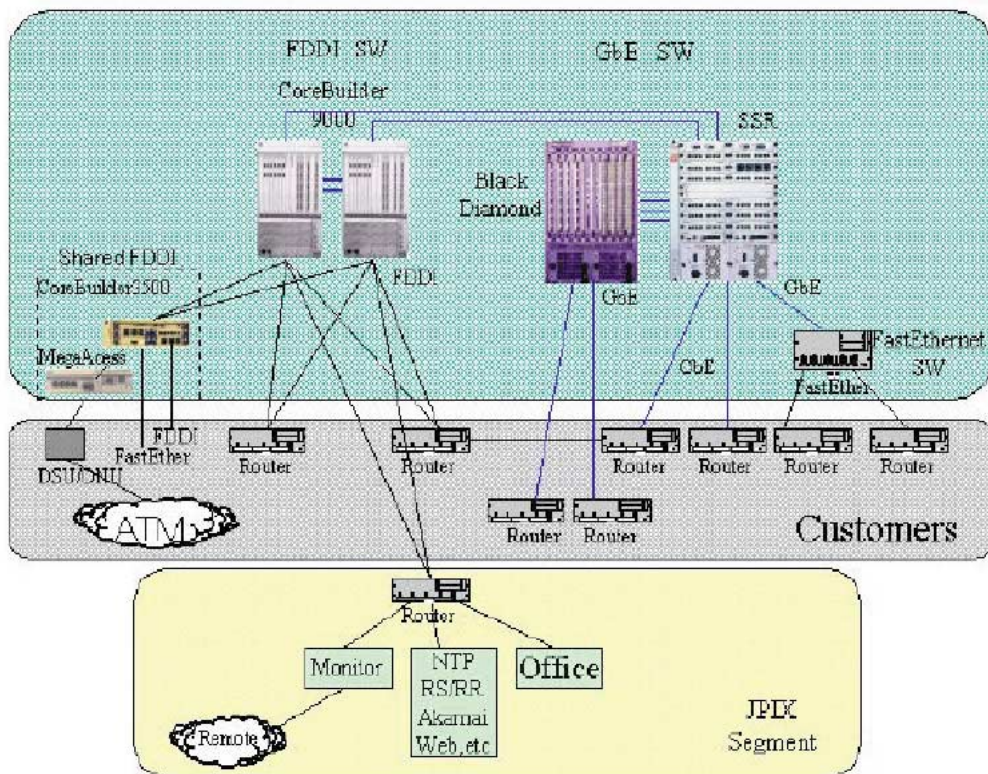 FDDI SW
GbE SW
CoreBuilder
9000
SSR
Black
Diamond
Shared FDDI
CoreBuilder3500
FDDI
GbE
GbE
MegaAcess
GbE
FastEthernet
SW
FastEther
FDDI
FastEther
DSU/DNU
Router
Router
Router
Router
Router
Router
ATM
Router
Router
Customers
Router
Monitor
NTP
RS/RR
Akamai
Web,etc
Office
Remote
JPIX
Segment